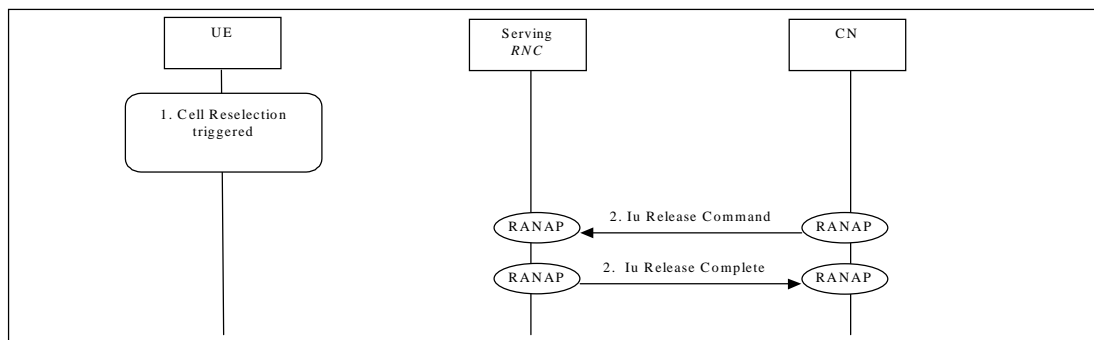 UE
Serving
RNC
CN
1. Cell Reselection
triggered
2. Iu Release Command
RANAP
RANAP
2. Iu Release Complete
RANAP
RANAP